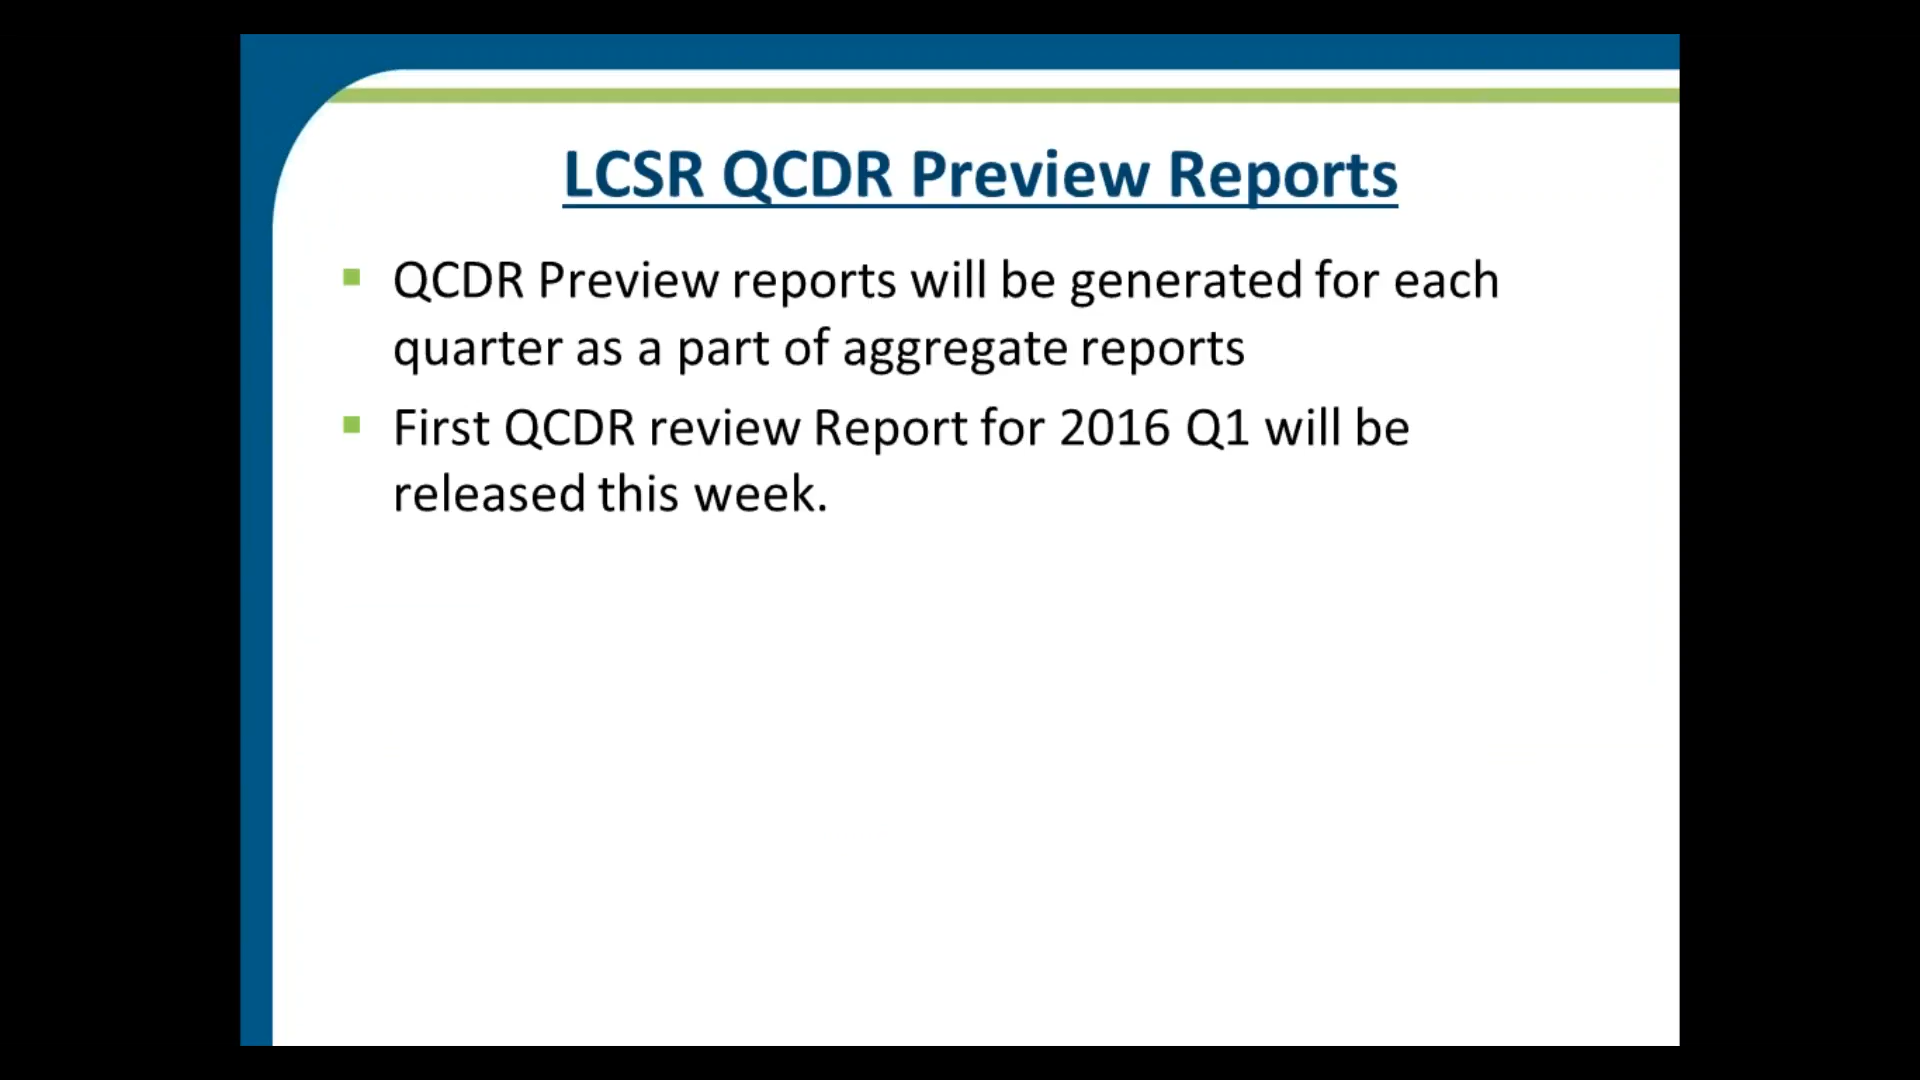 LCSR QCDR Preview Reports
QCDR Preview reports will be generated for each
quarter as a part of aggregate reports
First QCDR review Report for 2016 Q1 will be
released this week.